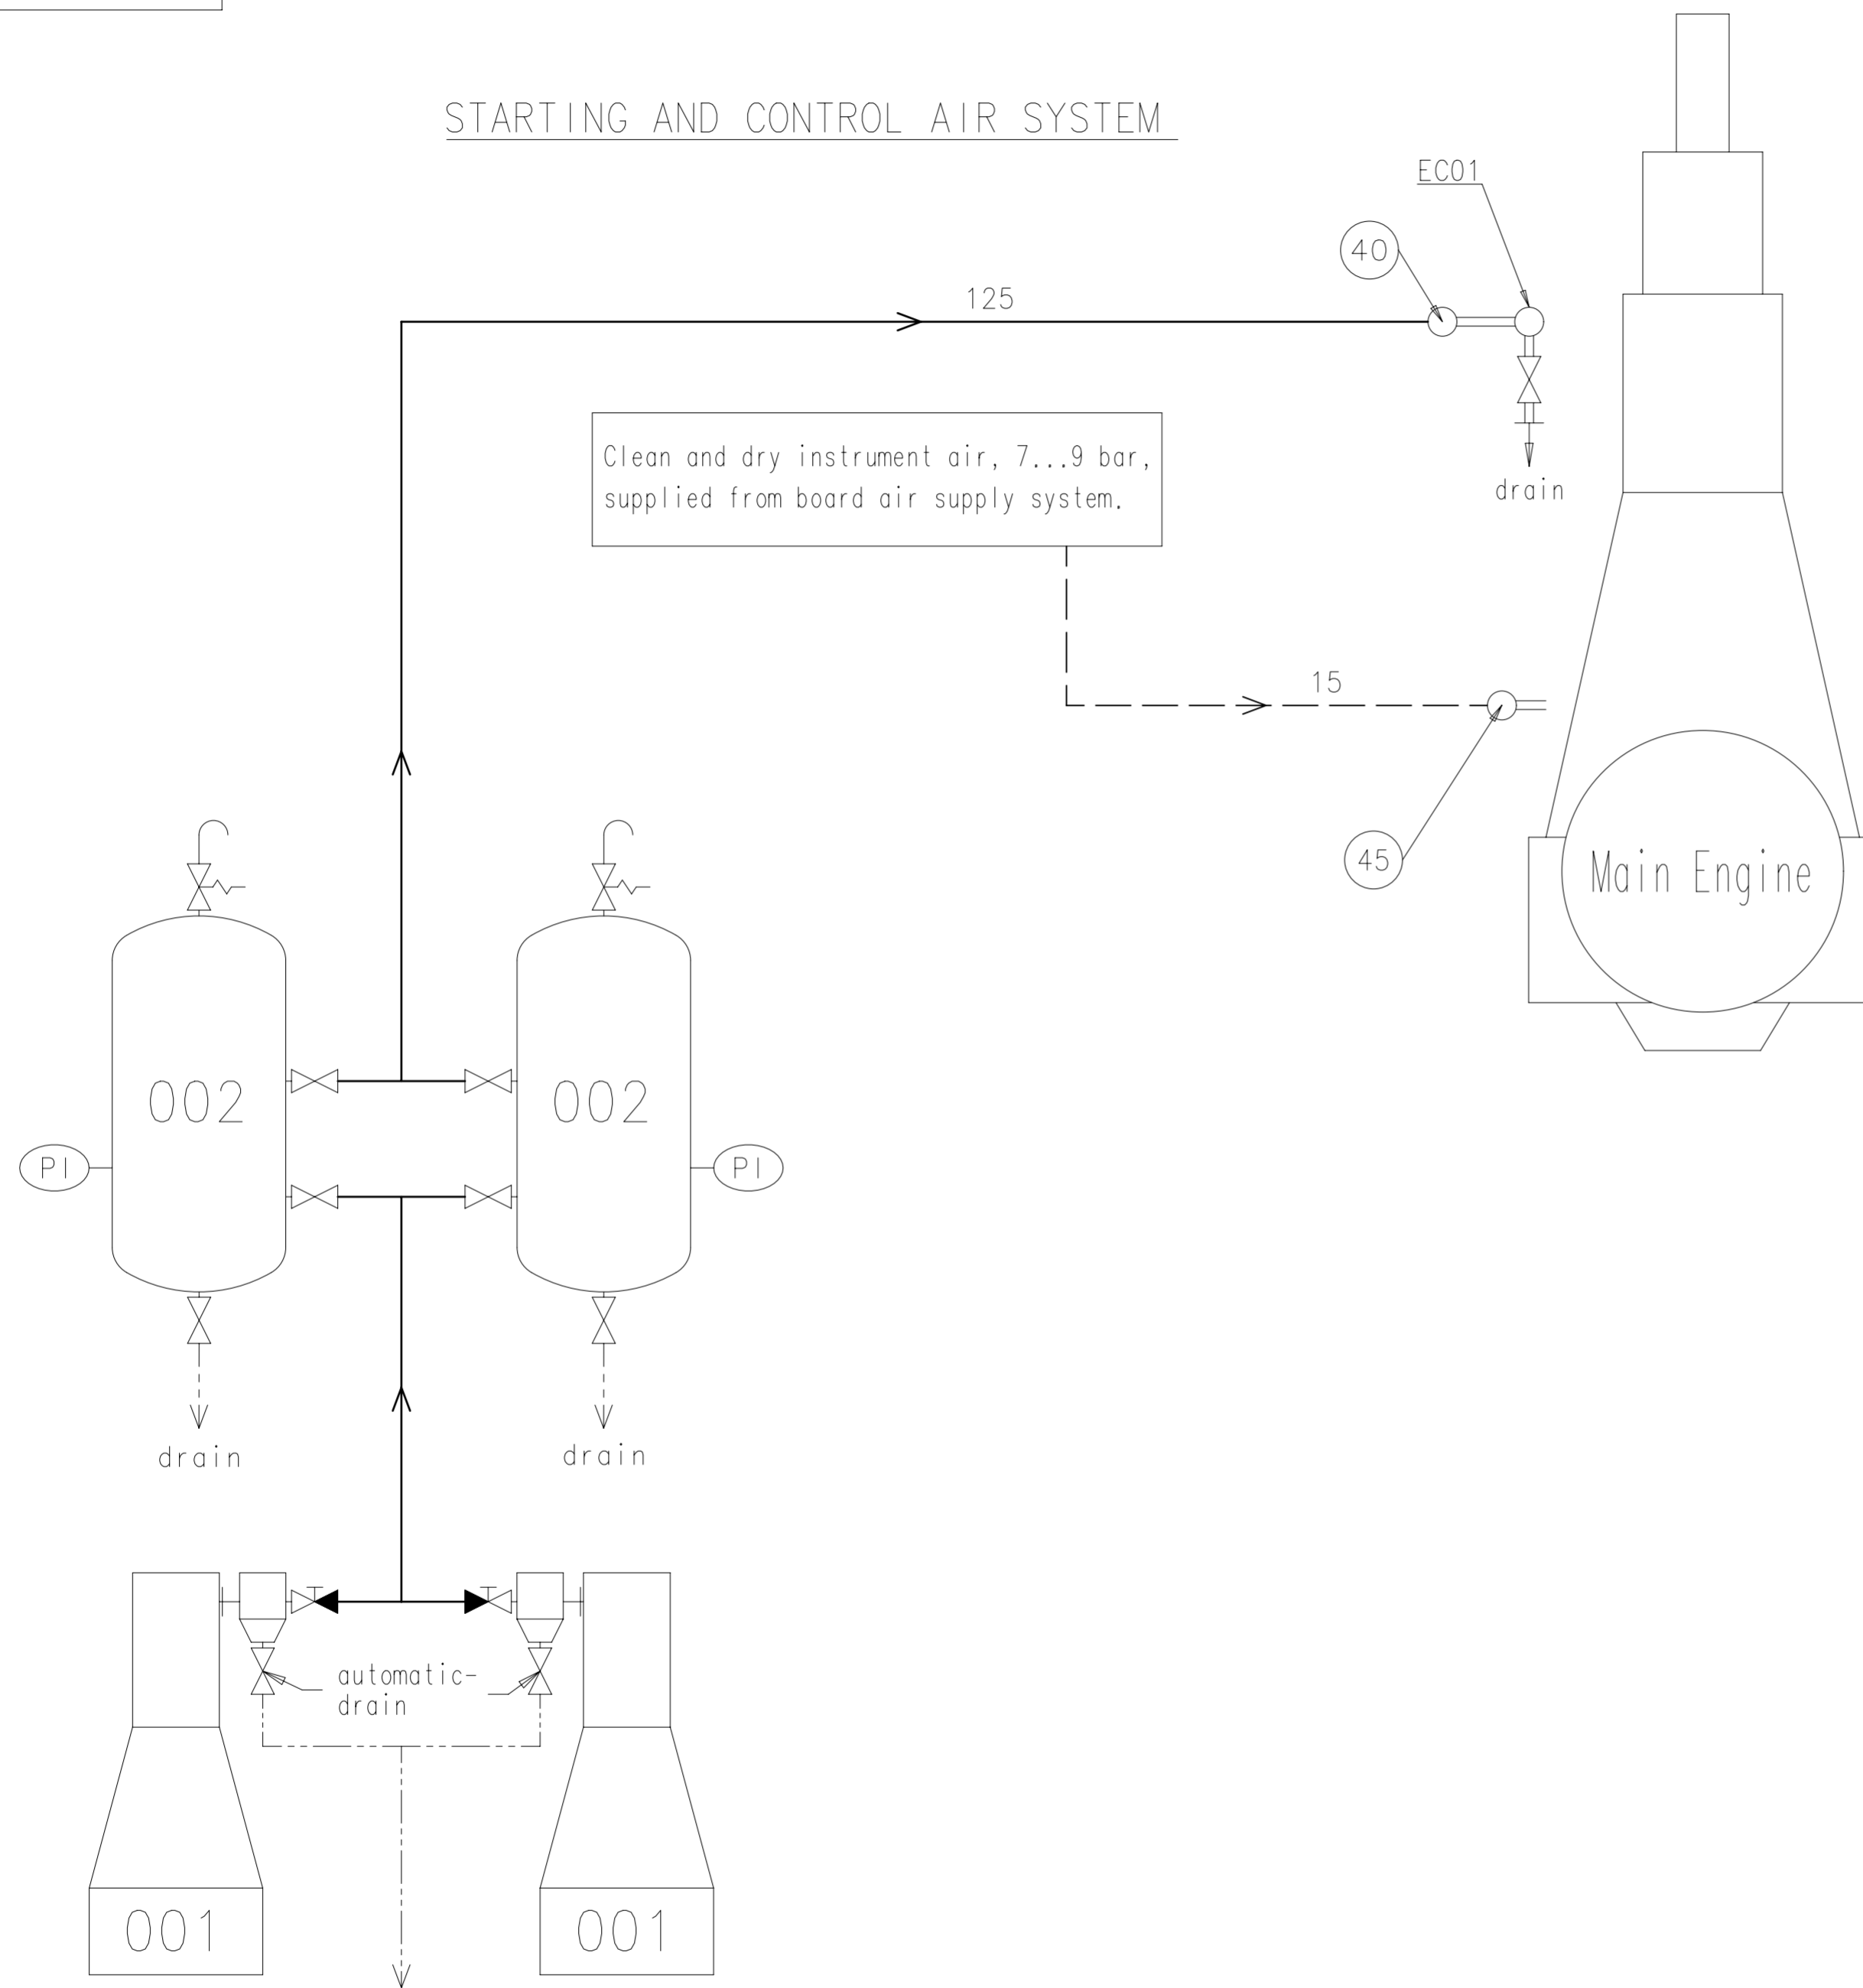 STARTING AND CONTROL AIR SYSTEM
EC01
40
125
Clean and dry instrument air, 7...9 bar,
supplied from board air supply system.
drain
15
45
Main Engine
002
002
PI
PI
drain
drain
automatic-
drain
001
001